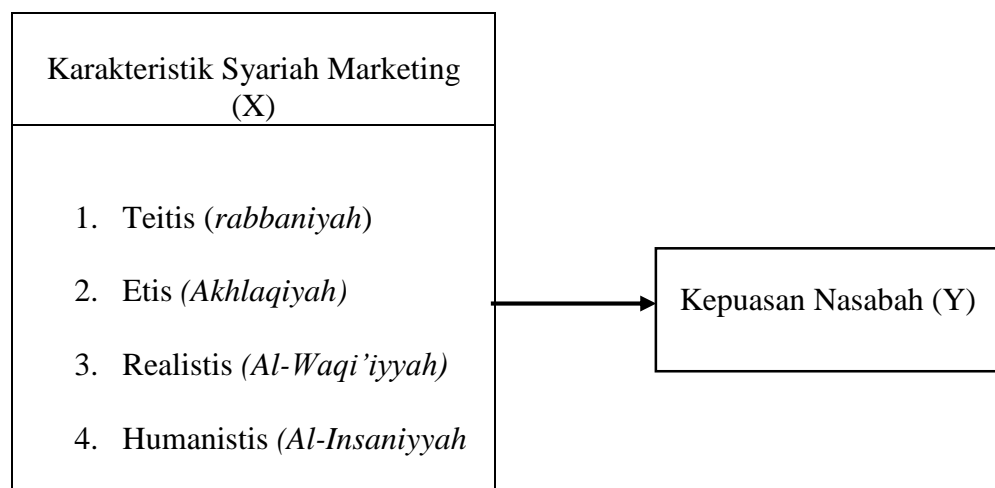 Karakteristik Syariah Marketing
(X)
1. Teitis (rabbaniyah)
2. Etis (Akhlaqiyah)
3. Realistis (Al-Waqi’iyyah)
4. Humanistis (Al-Insaniyyah
Kepuasan Nasabah (Y)